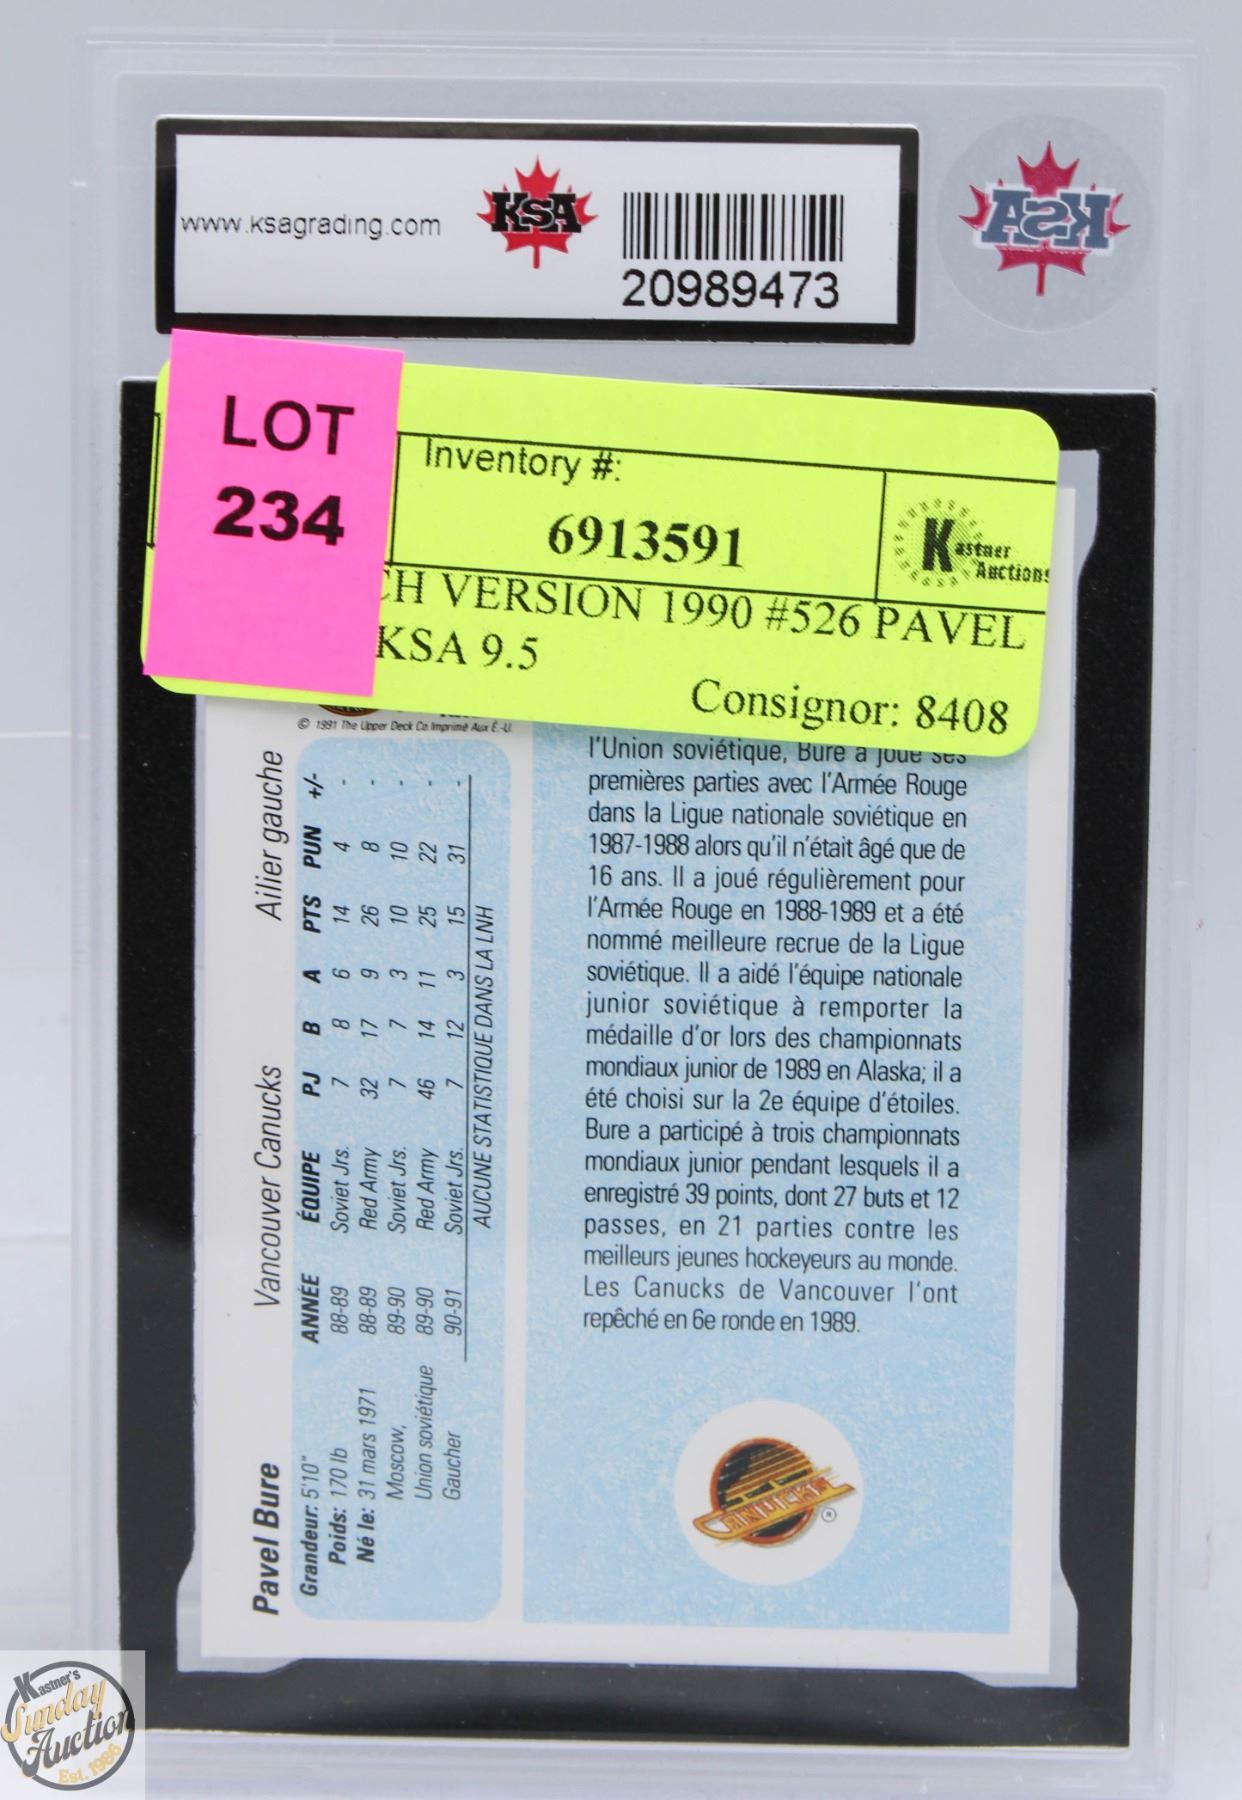 www.ksagrading.com
KSA
20989473
KSA
LOT
234
Inventory #:
6913591
Kastner
Auctions
CH VERSION 1990 #526 PAVEL
KSA 9.5
Consignor: 8408
© 1991 The Upper Deck Co. Imprimé Aux É.-U.
Pavel Bure Vancouver Canucks Ailier gauche
Grandeur: 5'10"
Poids: 170 lb
Né le: 31 mars 1971
Moscow,
Union soviétique
Gaucher
ANNÉE ÉQUIPE PJ B A PTS PUN +/-
88-89 Soviet Jrs. 7 8 6 14 4 -
88-89 Red Army 32 17 9 26 8 -
89-90 Soviet Jrs. 7 7 3 10 10 -
89-90 Red Army 46 14 11 25 22 -
90-91 Soviet Jrs. 7 12 3 15 31 -
AUCUNE STATISTIQUE DANS LA LNH
l'Union soviétique, Bure a joué ses
premières parties avec l'Armée Rouge
dans la Ligue nationale soviétique en
1987-1988 alors qu'il n'était âgé que de
16 ans. Il a joué régulièrement pour
l'Armée Rouge en 1988-1989 et a été
nommé meilleure recrue de la Ligue
soviétique. Il a aidé l'équipe nationale
junior soviétique à remporter la
médaille d'or lors des championnats
mondiaux junior de 1989 en Alaska; il a
été choisi sur la 2e équipe d'étoiles.
Bure a participé à trois championnats
mondiaux junior pendant lesquels il a
enregistré 39 points, dont 27 buts et 12
passes, en 21 parties contre les
meilleurs jeunes hockeyeurs au monde.
Les Canucks de Vancouver l'ont
repêché en 6e ronde en 1989.
CANUCKS
®
Kastner's
Sunday
Auction
Est. 1986